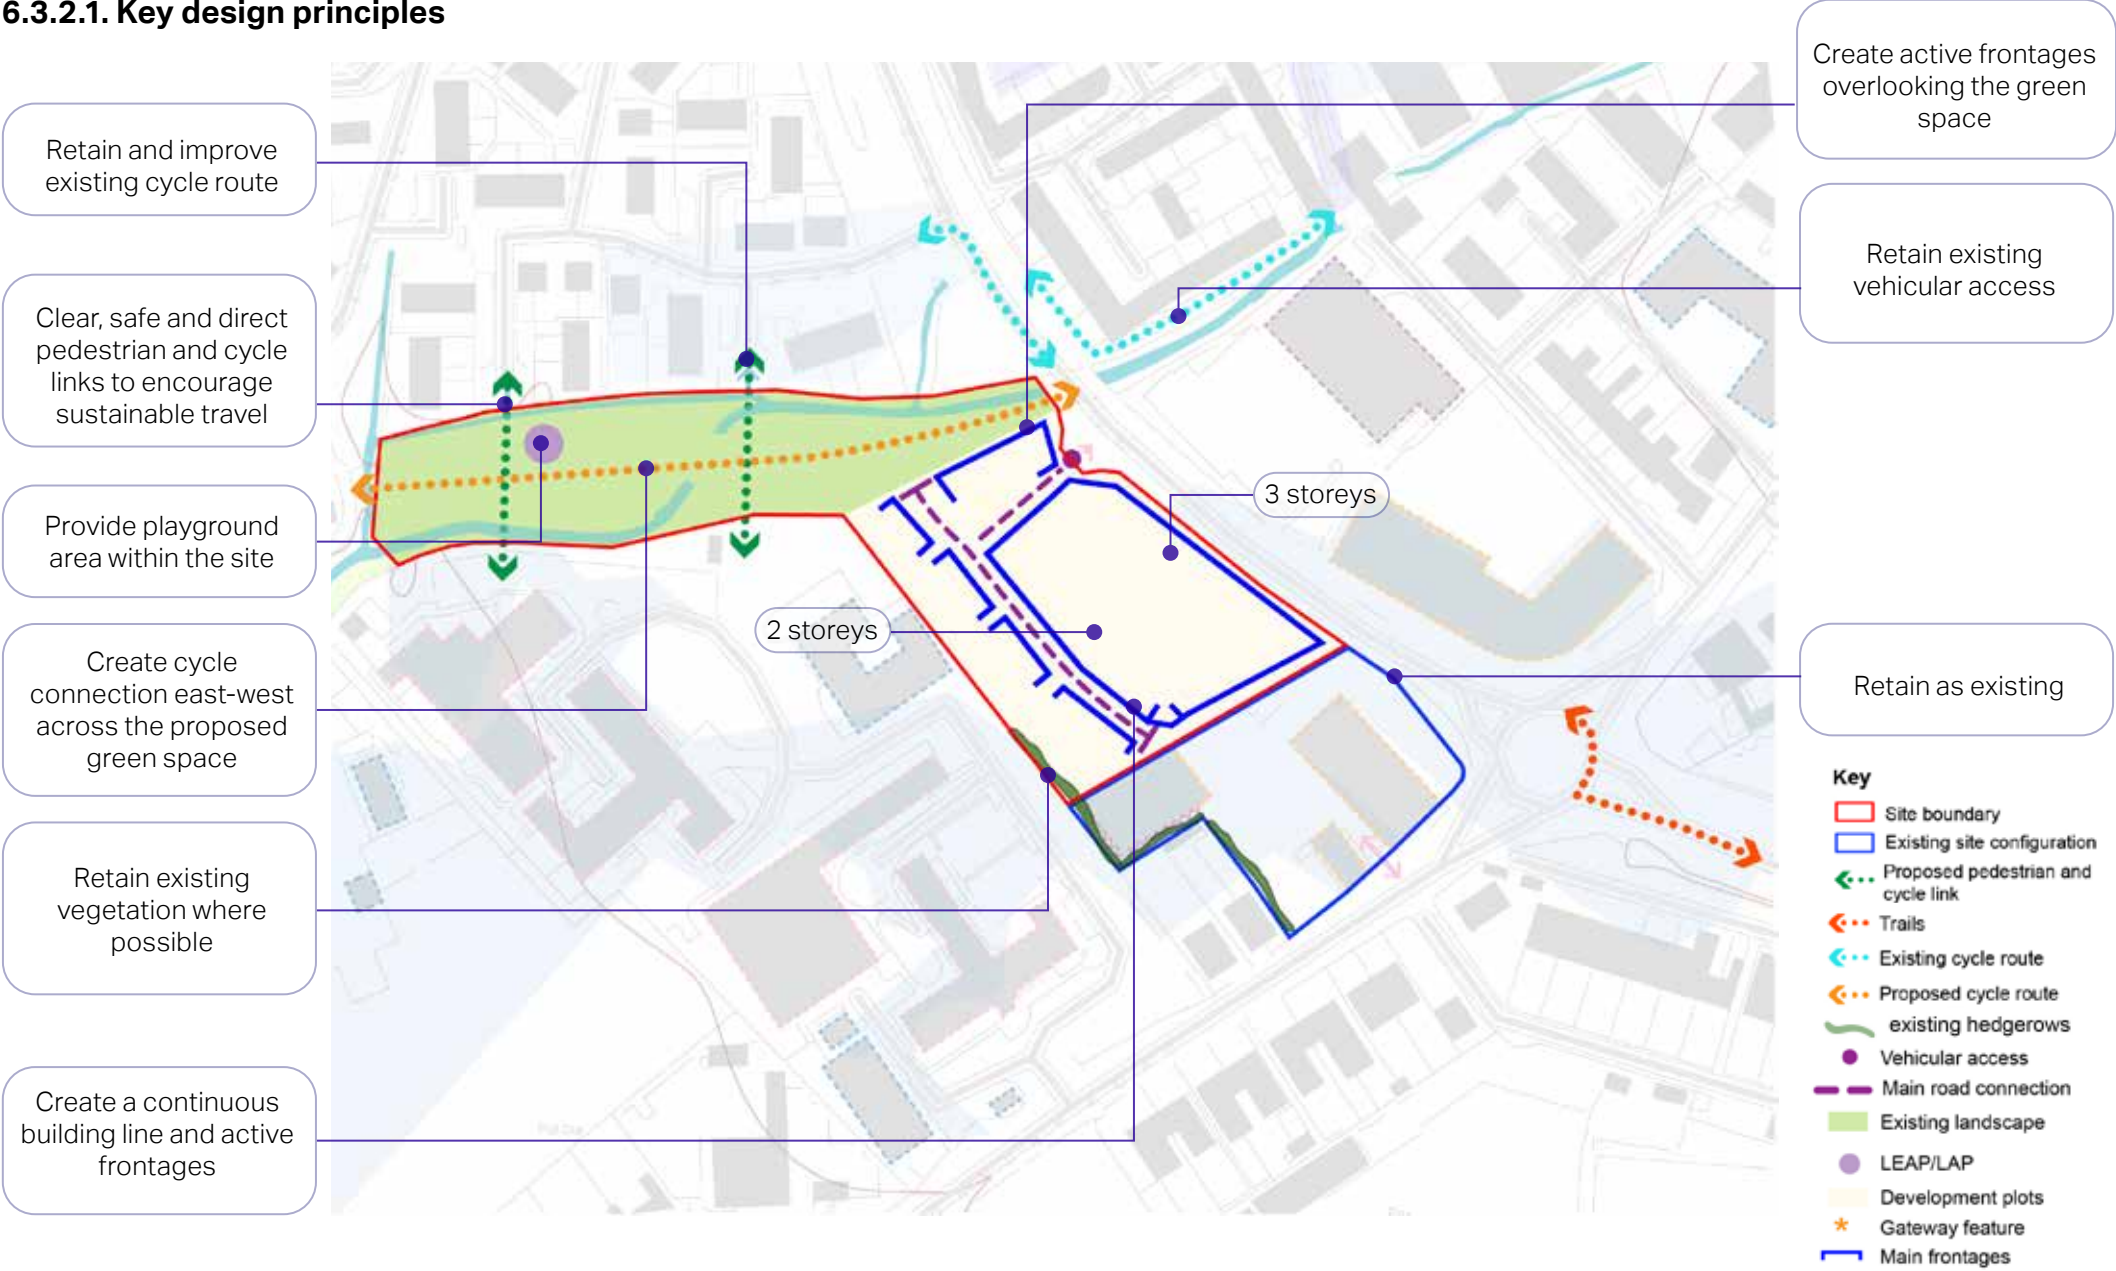 6.3.2.1. Key design principles
Retain and improve
existing cycle route
Clear, safe and direct
pedestrian and cycle
links to encourage
sustainable travel
Provide playground
area within the site
Create cycle
connection east-west
across the proposed
green space
Retain existing
vegetation where
possible
Create a continuous
building line and active
frontages
3 storeys
2 storeys
Create active frontages
overlooking the green
space
Retain existing
vehicular access
Retain as existing
Key
Site boundary
Existing site configuration
Proposed pedestrian and
cycle link
Trails
Existing cycle route
Proposed cycle route
existing hedgerows
Vehicular access
Main road connection
Existing landscape
LEAP/LAP
Development plots
Gateway feature
Main frontages